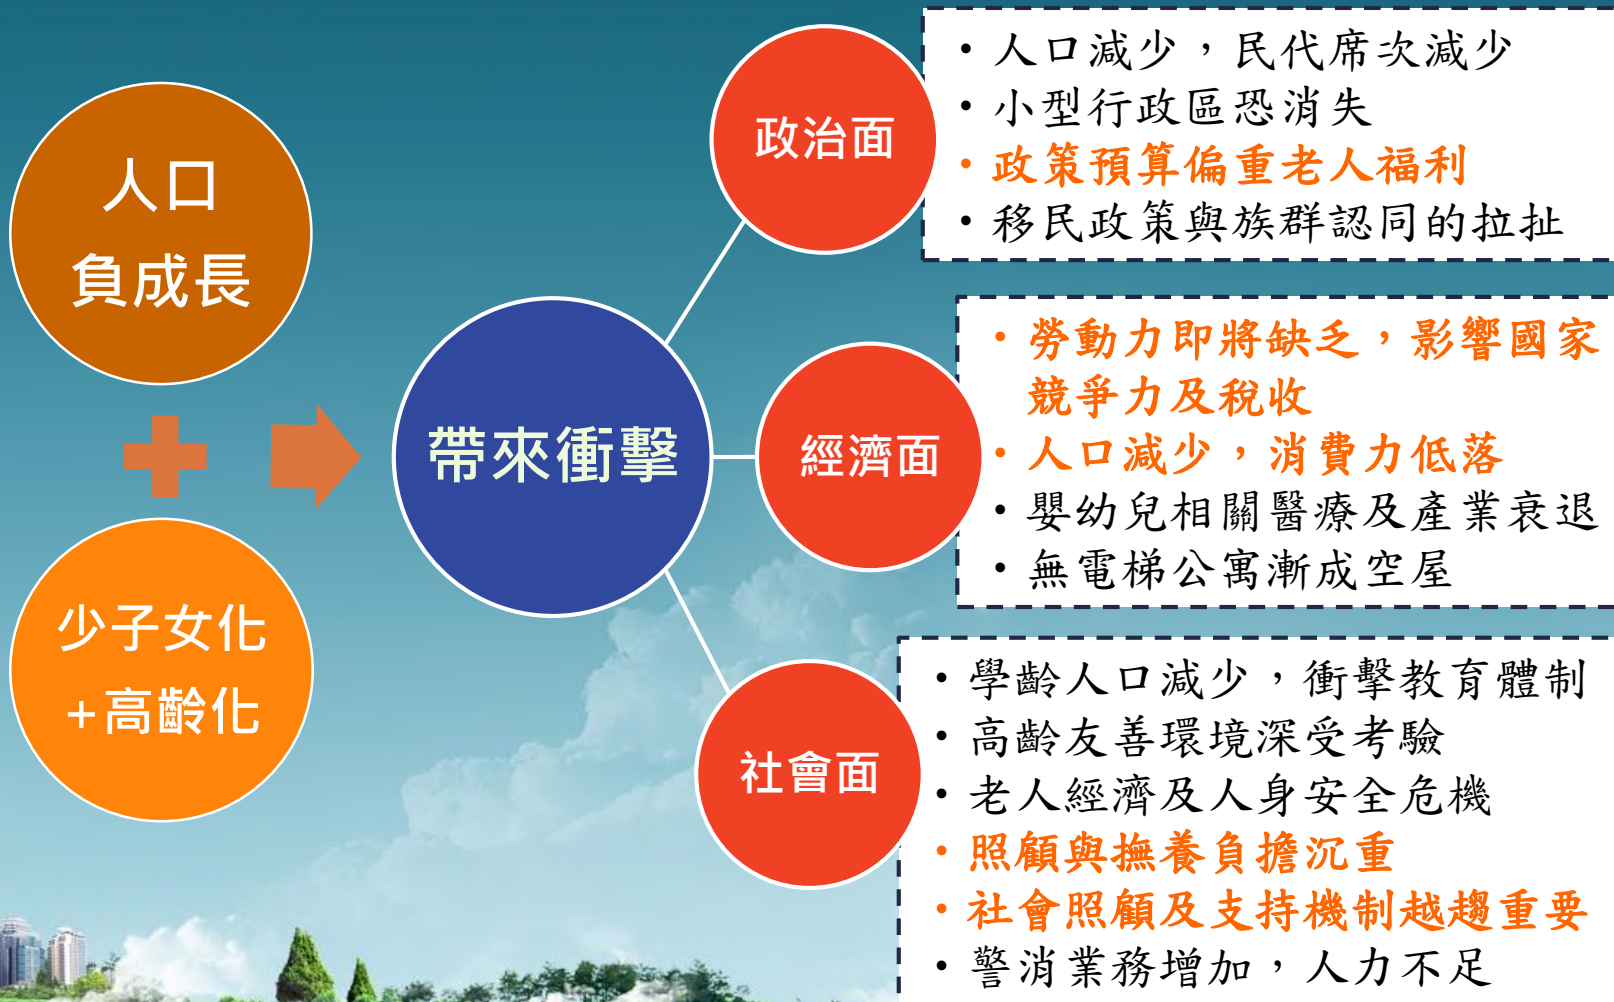 人口
負成長
少子女化
+高齡化
帶來衝擊
政治面
• 人口減少，民代席次減少
• 小型行政區恐消失
• 政策預算偏重老人福利
• 移民政策與族群認同的拉扯
經濟面
• 勞動力即將缺乏，影響國家
競爭力及稅收
• 人口減少，消費力低落
• 嬰幼兒相關醫療及產業衰退
• 無電梯公寓漸成空屋
社會面
• 學齡人口減少，衝擊教育體制
• 高齡友善環境深受考驗
• 老人經濟及人身安全危機
• 照顧與撫養負擔沉重
• 社會照顧及支持機制越趨重要
• 警消業務增加，人力不足